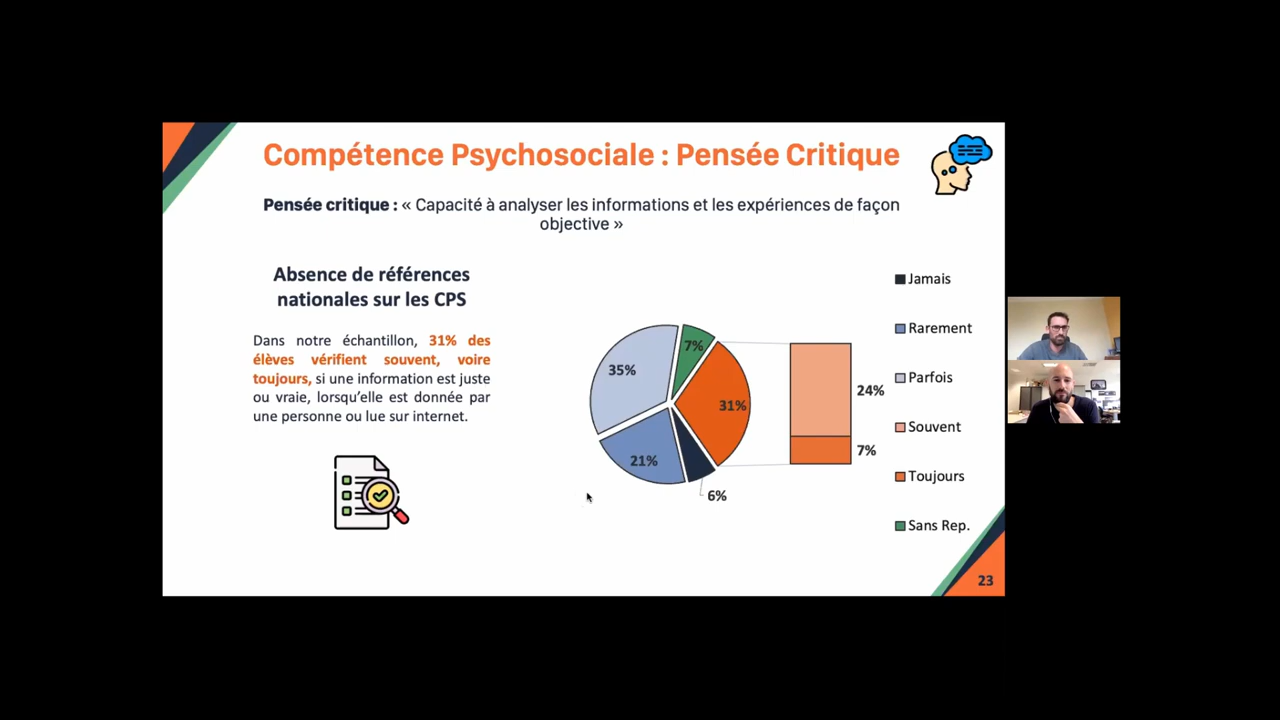 Compétence Psychosociale : Pensée Critique
Pensée critique : « Capacité à analyser les informations et les expériences de façon
objective »
Absence de références
nationales sur les CPS
Dans notre échantillon, 31% des
élèves vérifient souvent, voire
toujours, si une information est juste
ou vraie, lorsqu'elle est donnée par
une personne ou lue sur internet.
35%
7%
31%
21%
6%
24%
7%
Jamais
Rarement
Parfois
Souvent
Toujours
Sans Rep.
23